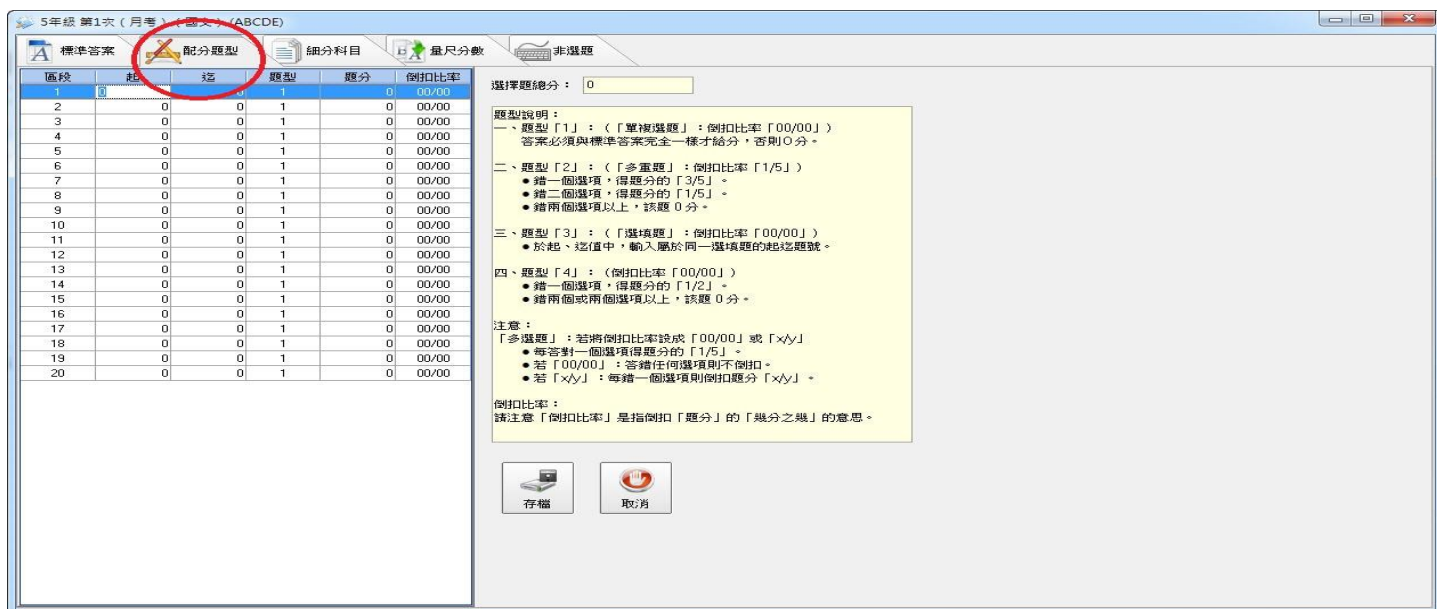 5年級 第1次(月考)(國文)(ABCDE)
標準答案 配分題型 細分科目 量尺分數 非選題
區段 起 迄 題型 題分 倒扣比率
1 0 0 1 0 00/00
2 0 0 1 0 00/00
3 0 0 1 0 00/00
4 0 0 1 0 00/00
5 0 0 1 0 00/00
6 0 0 1 0 00/00
7 0 0 1 0 00/00
8 0 0 1 0 00/00
9 0 0 1 0 00/00
10 0 0 1 0 00/00
11 0 0 1 0 00/00
12 0 0 1 0 00/00
13 0 0 1 0 00/00
14 0 0 1 0 00/00
15 0 0 1 0 00/00
16 0 0 1 0 00/00
17 0 0 1 0 00/00
18 0 0 1 0 00/00
19 0 0 1 0 00/00
20 0 0 1 0 00/00
選擇題總分: 0
題型說明:
一、題型「1」:(「單複選題」:倒扣比率「00/00」)
答案必須與標準答案完全一樣才給分,否則0分。
二、題型「2」:(「多重題」:倒扣比率「1/5」)
●錯一個選項,得題分的「3/5」。
●錯二個選項,得題分的「1/5」。
●錯兩個選項以上,該題0分。
三、題型「3」:(「選填題」:倒扣比率「00/00」)
●於起、迄值中,輸入屬於同一選填題的起迄題號。
四、題型「4」:(倒扣比率「00/00」)
●錯一個選項,得題分的「1/2」。
●錯兩個或兩個選項以上,該題0分。
注意:
「多選題」:若將倒扣比率設成「00/00」或「x/y」
●每答對一個選項得題分的「1/5」。
●若「00/00」:答錯任何選項則不倒扣。
●若「x/y」:每錯一個選項則倒扣題分「x/y」。
倒扣比率:
請注意「倒扣比率」是指倒扣「題分」的「幾分之幾」的意思。
存檔 取消